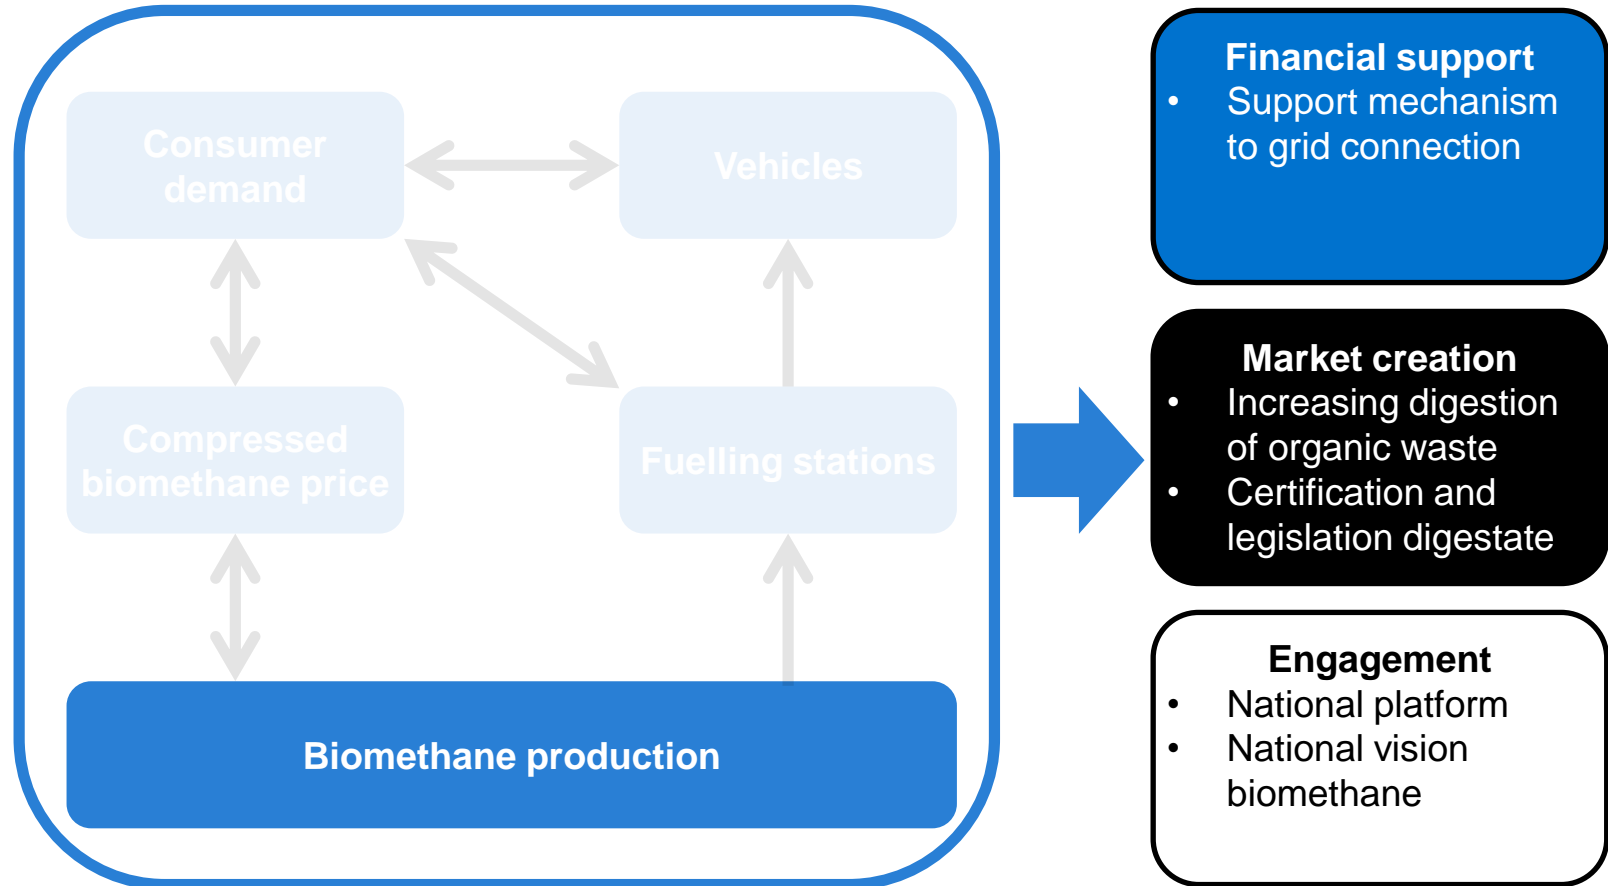 Consumer
demand
Vehicles
Compressed
biomethane price
Fuelling stations
Biomethane production
Financial support
• Support mechanism
to grid connection
Market creation
• Increasing digestion
of organic waste
• Certification and
legislation digestate
Engagement
• National platform
• National vision
biomethane